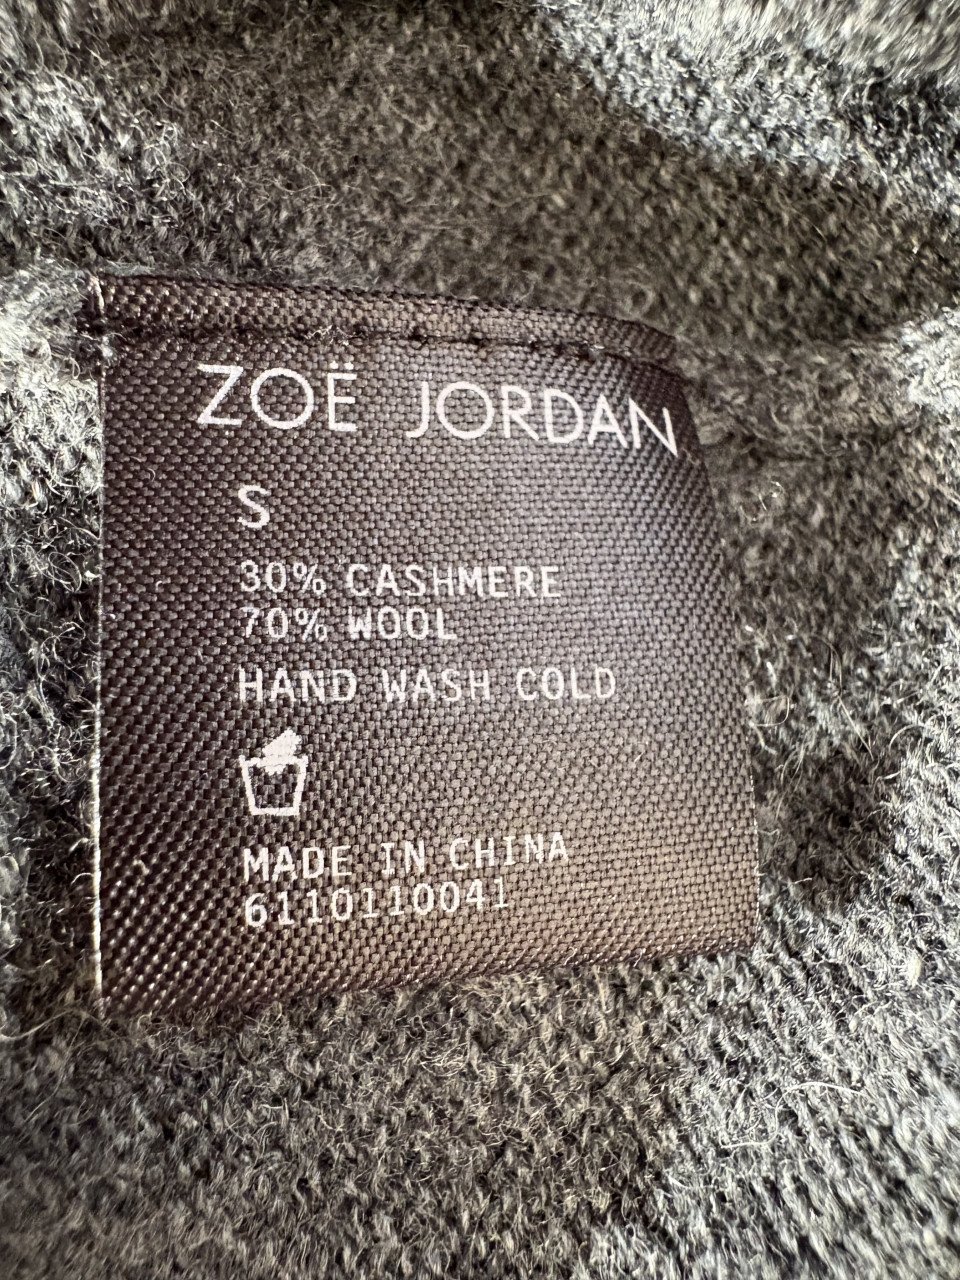 ZOË JORDAN
S
30% CASHMERE
70% WOOL
HAND WASH COLD
MADE IN CHINA
6110110041